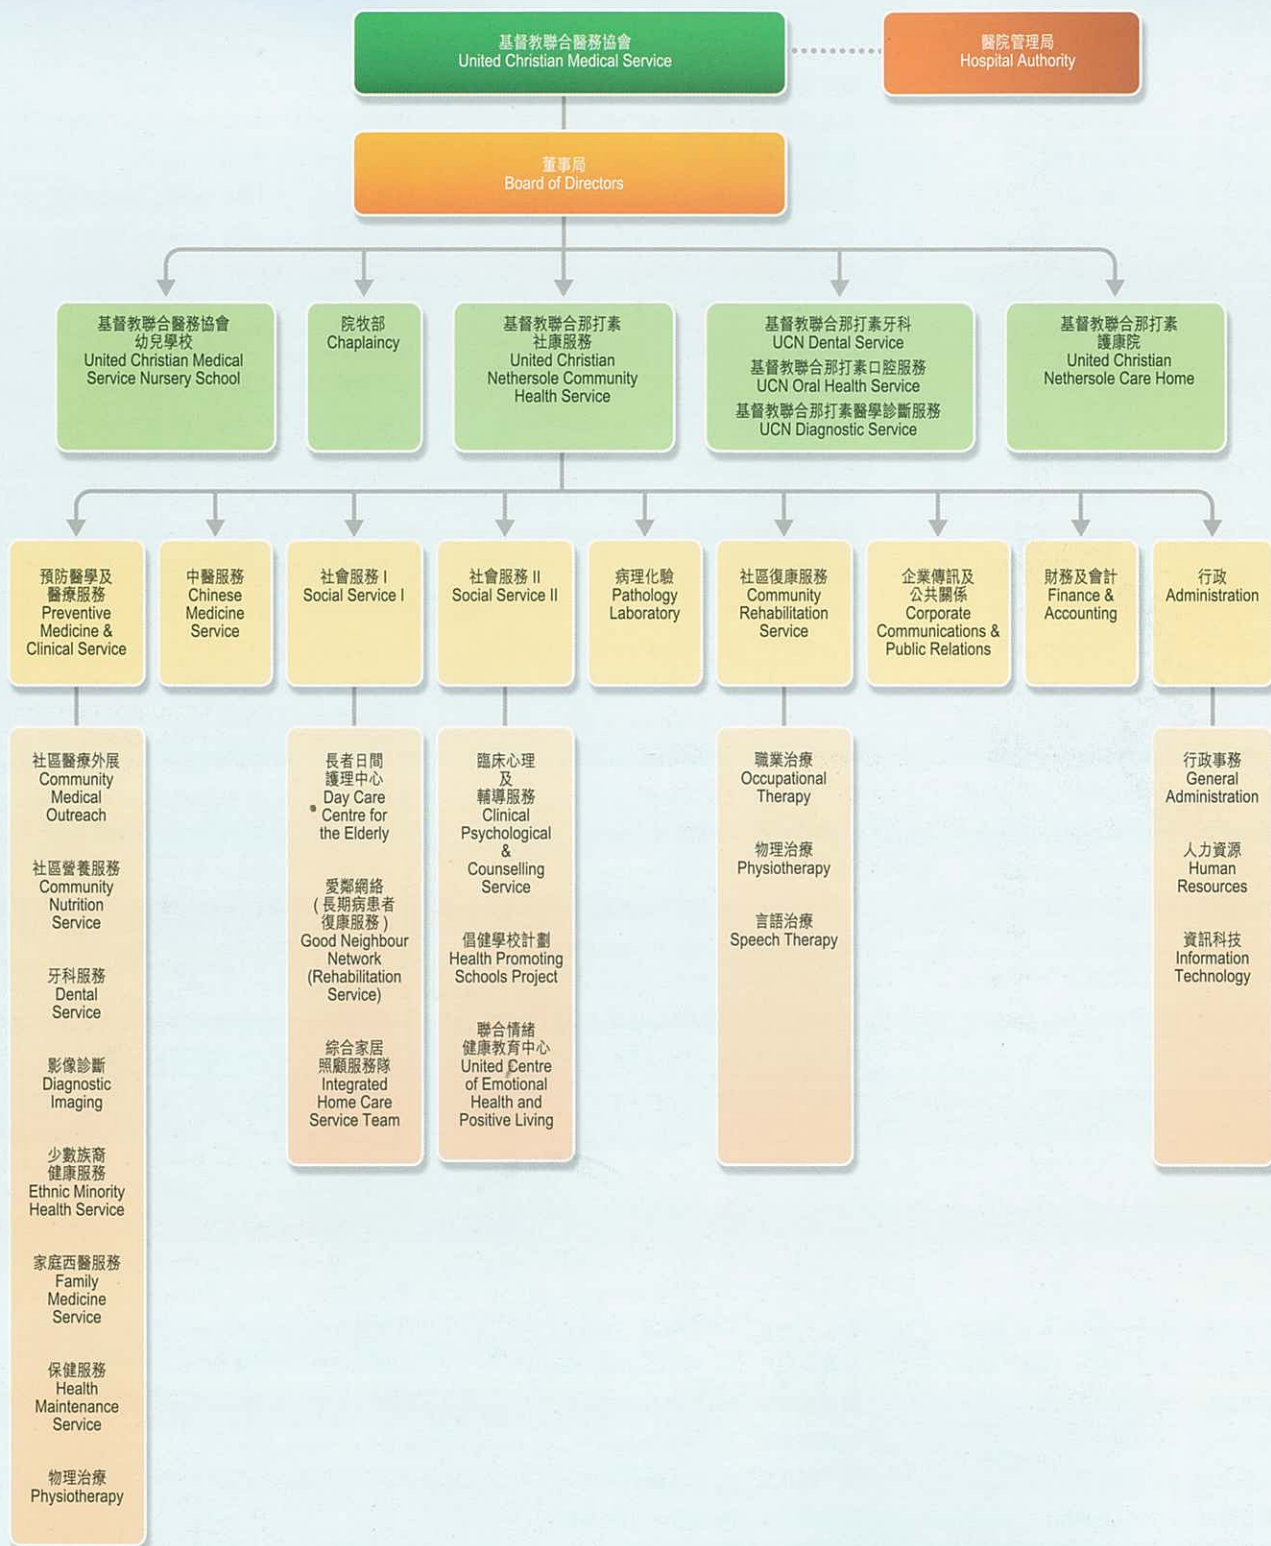 基督教聯合醫務協會
United Christian Medical Service
醫院管理局
Hospital Authority
董事局
Board of Directors
基督教聯合醫務協會
幼兒學校
United Christian Medical
Service Nursery School
院牧部
Chaplaincy
基督教聯合那打素
社康服務
United Christian
Nethersole Community
Health Service
基督教聯合那打素牙科
UCN Dental Service
基督教聯合那打素口腔服務
UCN Oral Health Service
基督教聯合那打素醫學診斷服務
UCN Diagnostic Service
基督教聯合那打素
護康院
United Christian
Nethersole Care Home
預防醫學及
醫療服務
Preventive
Medicine &
Clinical Service
中醫服務
Chinese
Medicine
Service
社會服務 I
Social Service I
社會服務 II
Social Service II
病理化驗
Pathology
Laboratory
社區復康服務
Community
Rehabilitation
Service
企業傳訊及
公共關係
Corporate
Communications &
Public Relations
財務及會計
Finance &
Accounting
行政
Administration
社區醫療外展
Community
Medical
Outreach
社區營養服務
Community
Nutrition
Service
牙科服務
Dental
Service
影像診斷
Diagnostic
Imaging
少數族裔
健康服務
Ethnic Minority
Health Service
家庭西醫服務
Family
Medicine
Service
保健服務
Health
Maintenance
Service
物理治療
Physiotherapy
長者日間
護理中心
Day Care
Centre for
the Elderly
愛鄰網絡
(長期病患者
復康服務)
Good Neighbour
Network
(Rehabilitation
Service)
綜合家居
照顧服務隊
Integrated
Home Care
Service Team
臨床心理
及
輔導服務
Clinical
Psychological
&
Counselling
Service
倡健學校計劃
Health Promoting
Schools Project
聯合情緒
健康教育中心
United Centre
of Emotional
Health and
Positive Living
職業治療
Occupational
Therapy
物理治療
Physiotherapy
言語治療
Speech Therapy
行政事務
General
Administration
人力資源
Human
Resources
資訊科技
Information
Technology